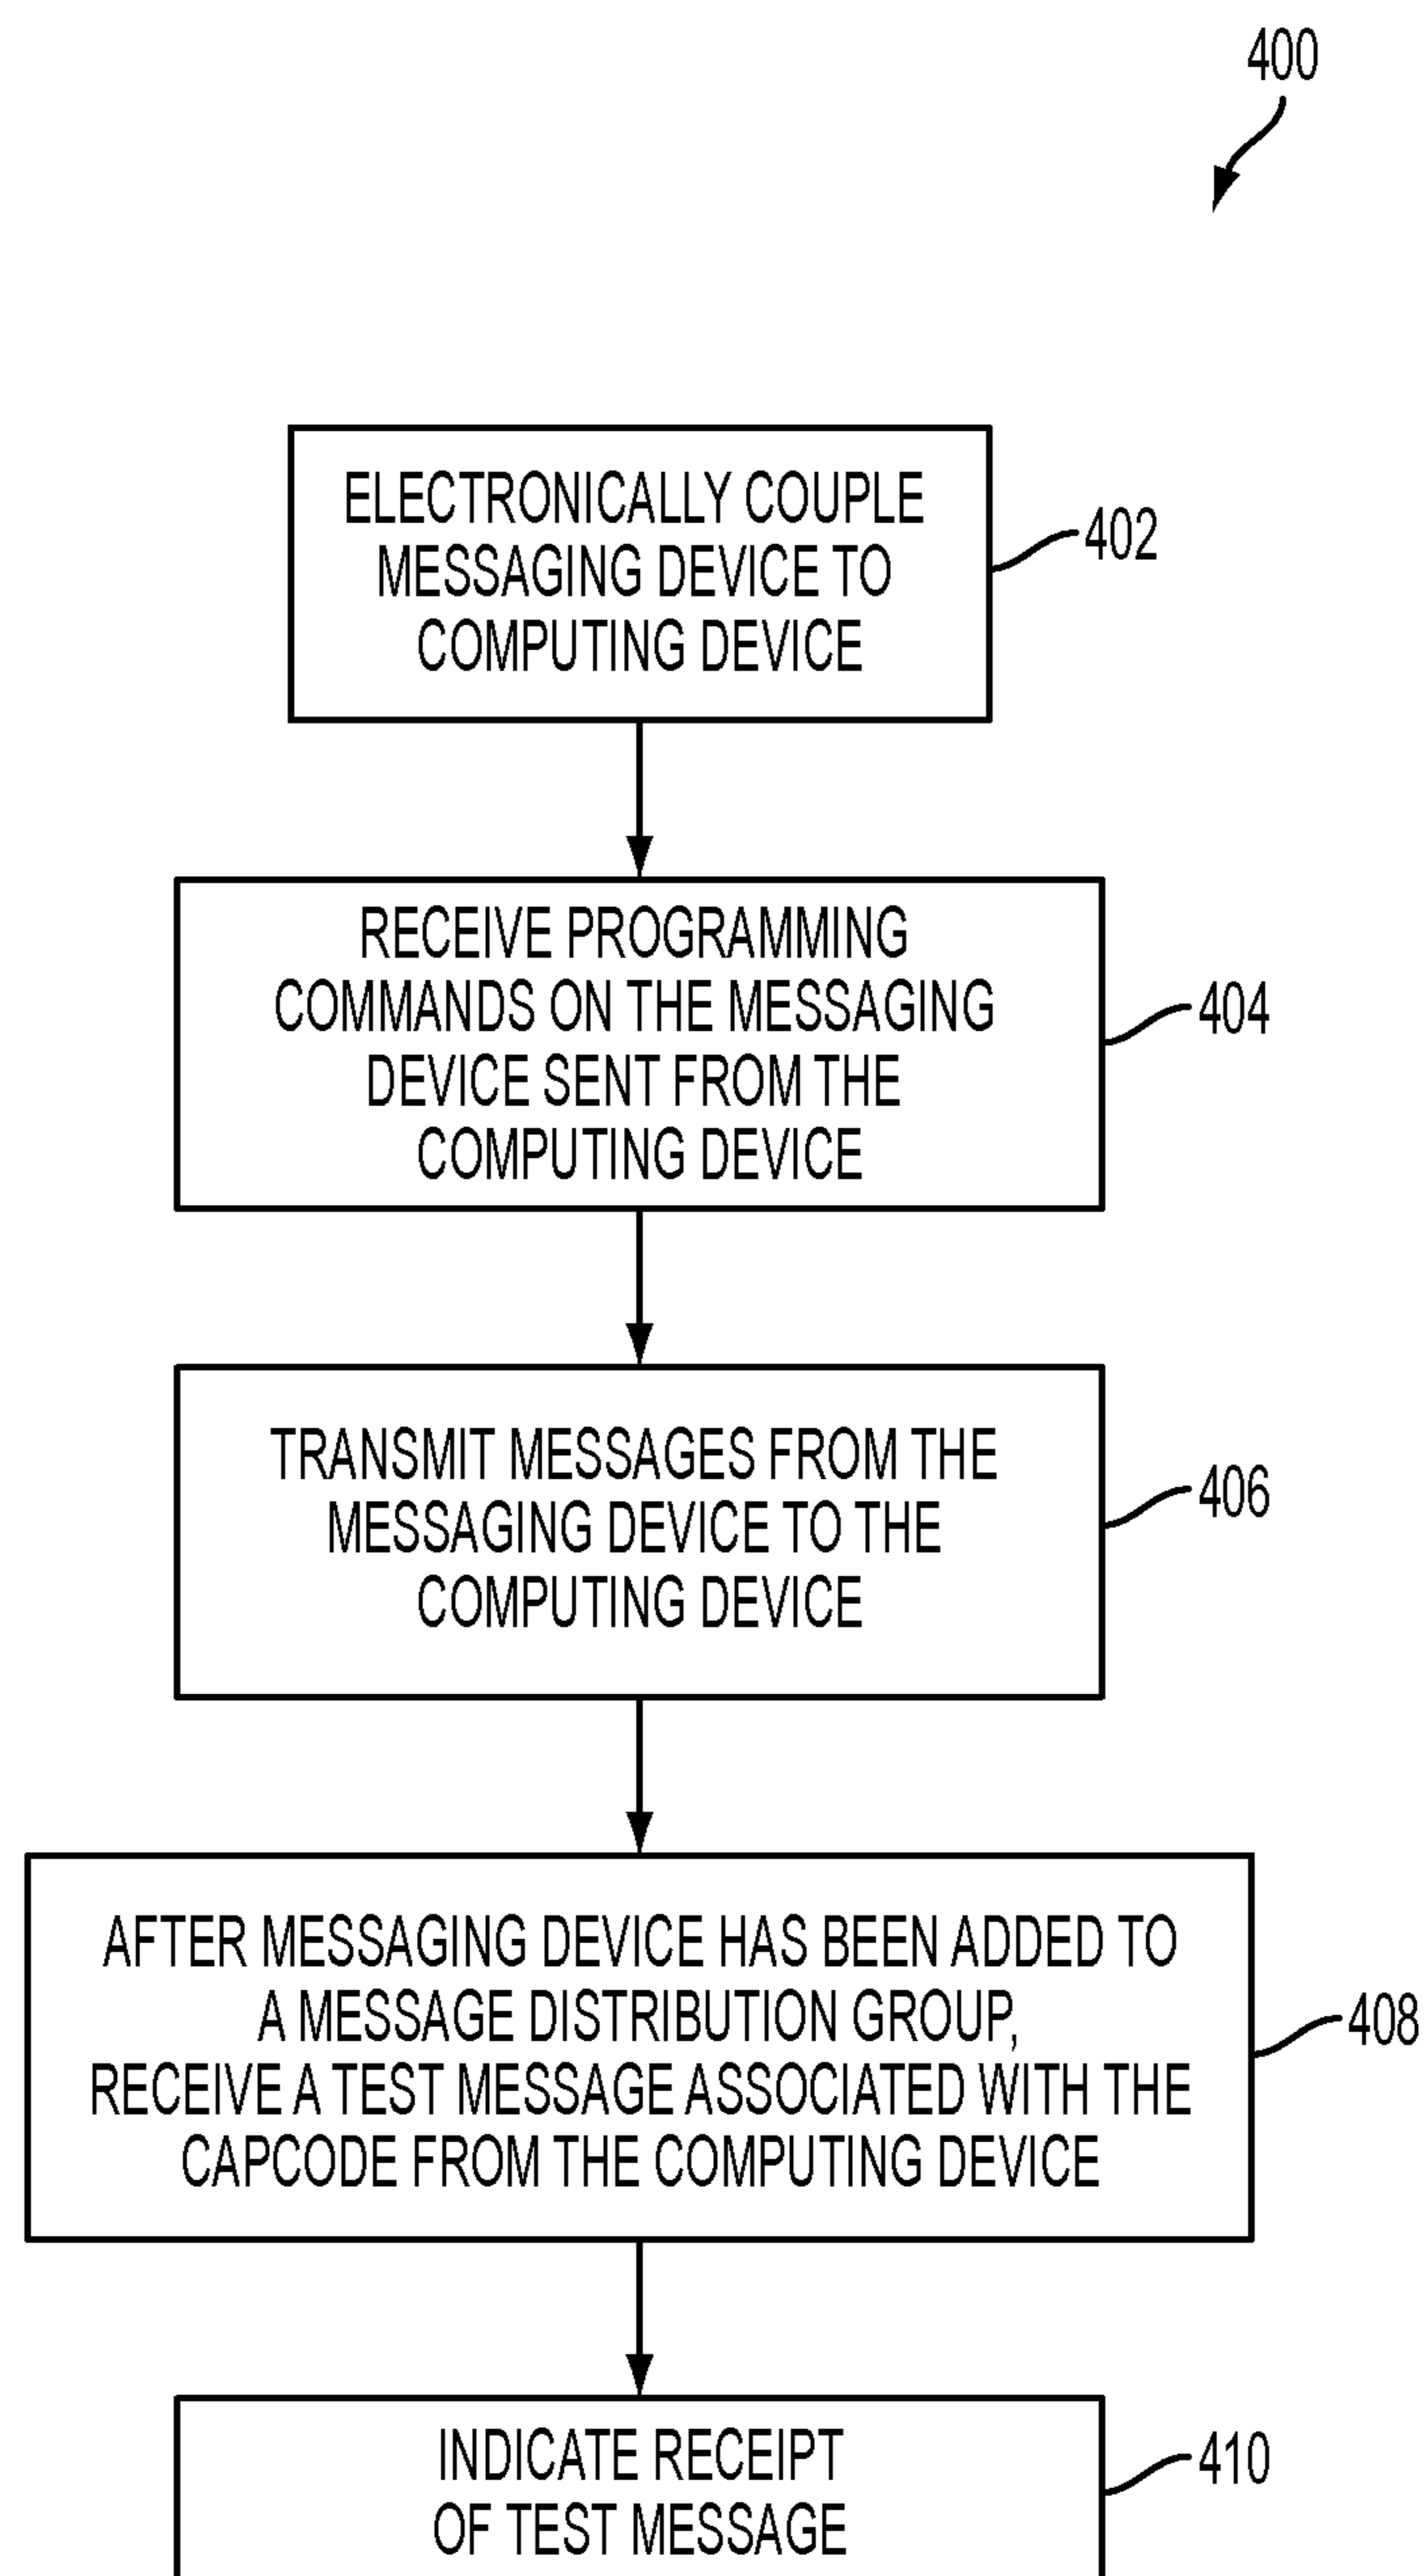 400
ELECTRONICALLY COUPLE
MESSAGING DEVICE TO
COMPUTING DEVICE
402
RECEIVE PROGRAMMING
COMMANDS ON THE MESSAGING
DEVICE SENT FROM THE
COMPUTING DEVICE
404
TRANSMIT MESSAGES FROM THE
MESSAGING DEVICE TO THE
COMPUTING DEVICE
406
AFTER MESSAGING DEVICE HAS BEEN ADDED TO
A MESSAGE DISTRIBUTION GROUP,
RECEIVE A TEST MESSAGE ASSOCIATED WITH THE
CAPCODE FROM THE COMPUTING DEVICE
408
INDICATE RECEIPT
OF TEST MESSAGE
410